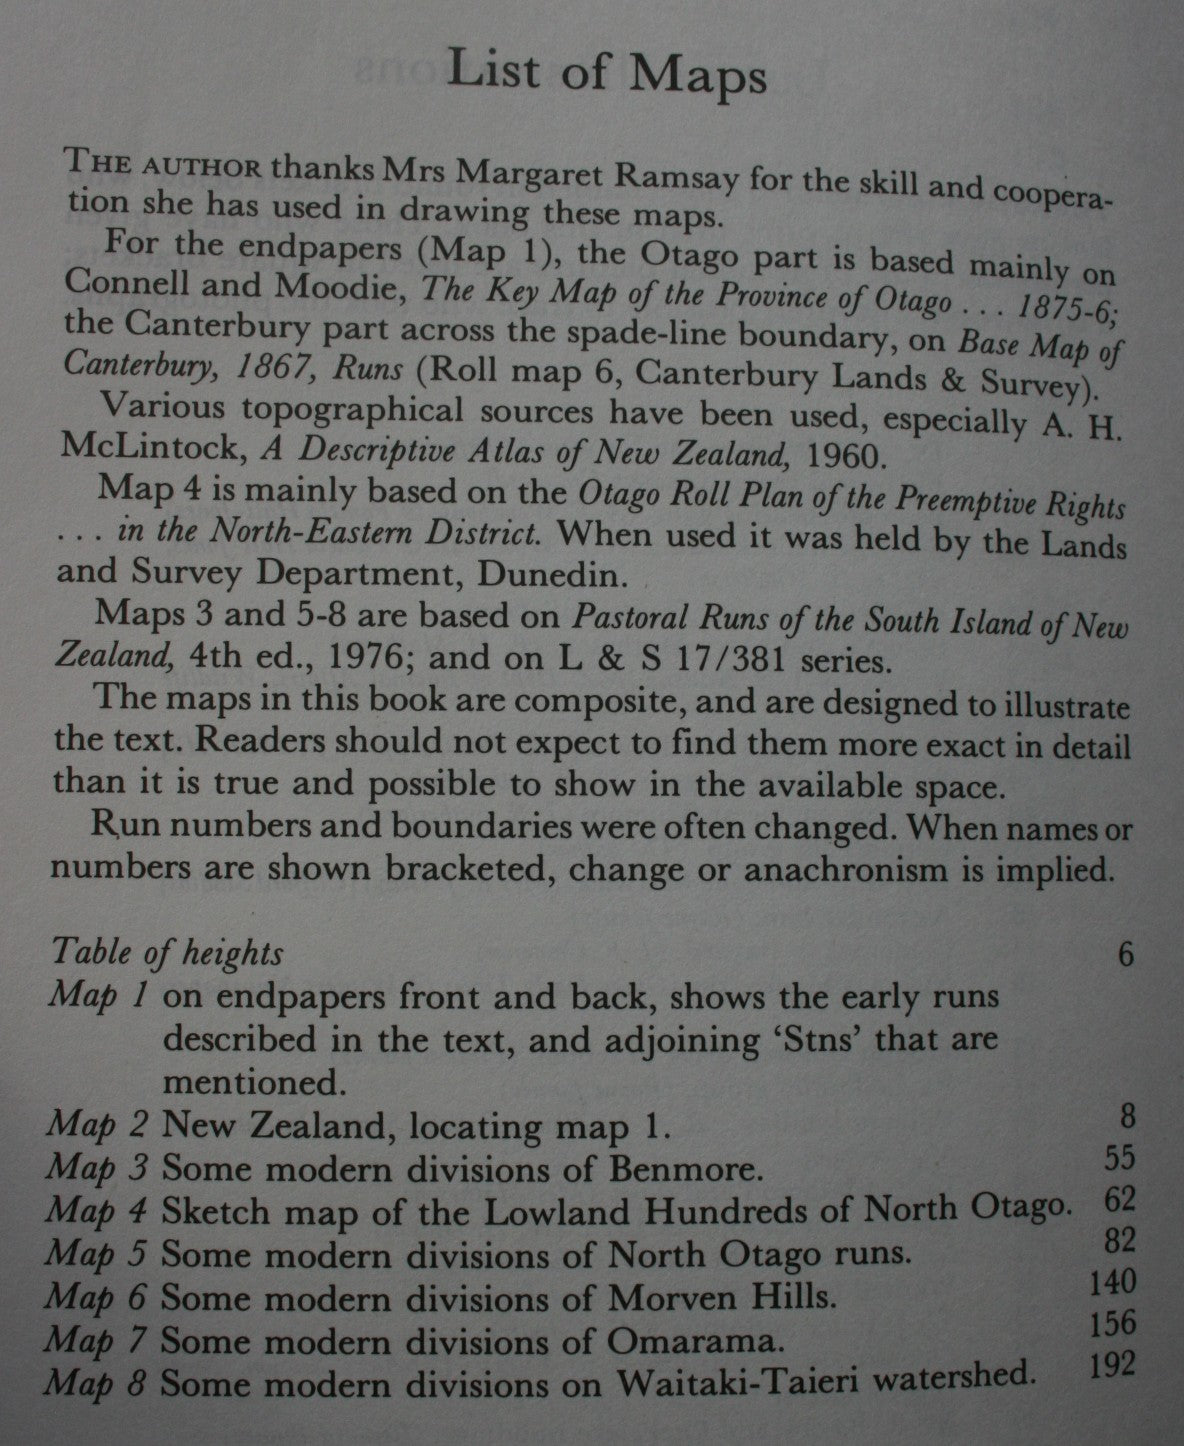 List of Maps
THE AUTHOR thanks Mrs Margaret Ramsay for the skill and coopera-
tion she has used in drawing these maps.
For the endpapers (Map 1), the Otago part is based mainly on
Connell and Moodie, The Key Map of the Province of Otago . . . 1875-6;
the Canterbury part across the spade-line boundary, on Base Map of
Canterbury, 1867, Runs (Roll map 6, Canterbury Lands & Survey).
Various topographical sources have been used, especially A. H.
McLintock, A Descriptive Atlas of New Zealand, 1960.
Map 4 is mainly based on the Otago Roll Plan of the Preemptive Rights
. . . in the North-Eastern District. When used it was held by the Lands
and Survey Department, Dunedin.
Maps 3 and 5-8 are based on Pastoral Runs of the South Island of New
Zealand, 4th ed., 1976; and on L & S 17/381 series.
The maps in this book are composite, and are designed to illustrate
the text. Readers should not expect to find them more exact in detail
than it is true and possible to show in the available space.
Run numbers and boundaries were often changed. When names or
numbers are shown bracketed, change or anachronism is implied.
Table of heights 6
Map 1 on endpapers front and back, shows the early runs
described in the text, and adjoining ‘Stns’ that are
mentioned.
Map 2 New Zealand, locating map 1. 8
Map 3 Some modern divisions of Benmore. 55
Map 4 Sketch map of the Lowland Hundreds of North Otago. 62
Map 5 Some modern divisions of North Otago runs. 82
Map 6 Some modern divisions of Morven Hills. 140
Map 7 Some modern divisions of Omarama. 156
Map 8 Some modern divisions on Waitaki-Taieri watershed. 192